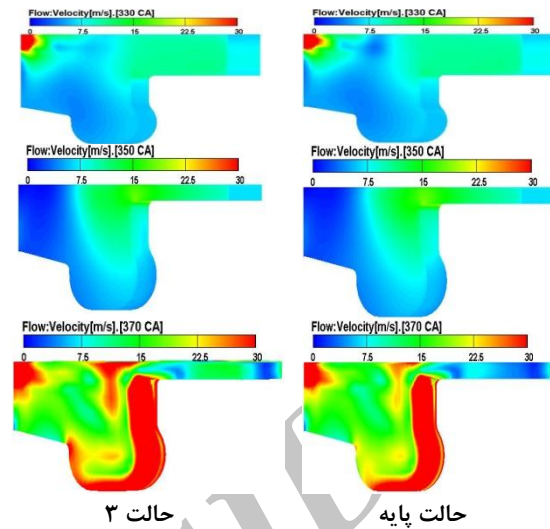 Flow:Velocity[m/s].[330 CA]
0 7.5 15 22.5 30
Flow:Velocity[m/s].[330 CA]
0 7.5 15 22.5 30
Flow:Velocity[m/s].[350 CA]
0 7.5 15 22.5 30
Flow:Velocity[m/s].[350 CA]
0 7.5 15 22.5 30
Flow:Velocity[m/s].[370 CA]
0 7.5 15 22.5 30
Flow:Velocity[m/s].[370 CA]
0 7.5 15 22.5 30
حالت پایه
حالت ۳